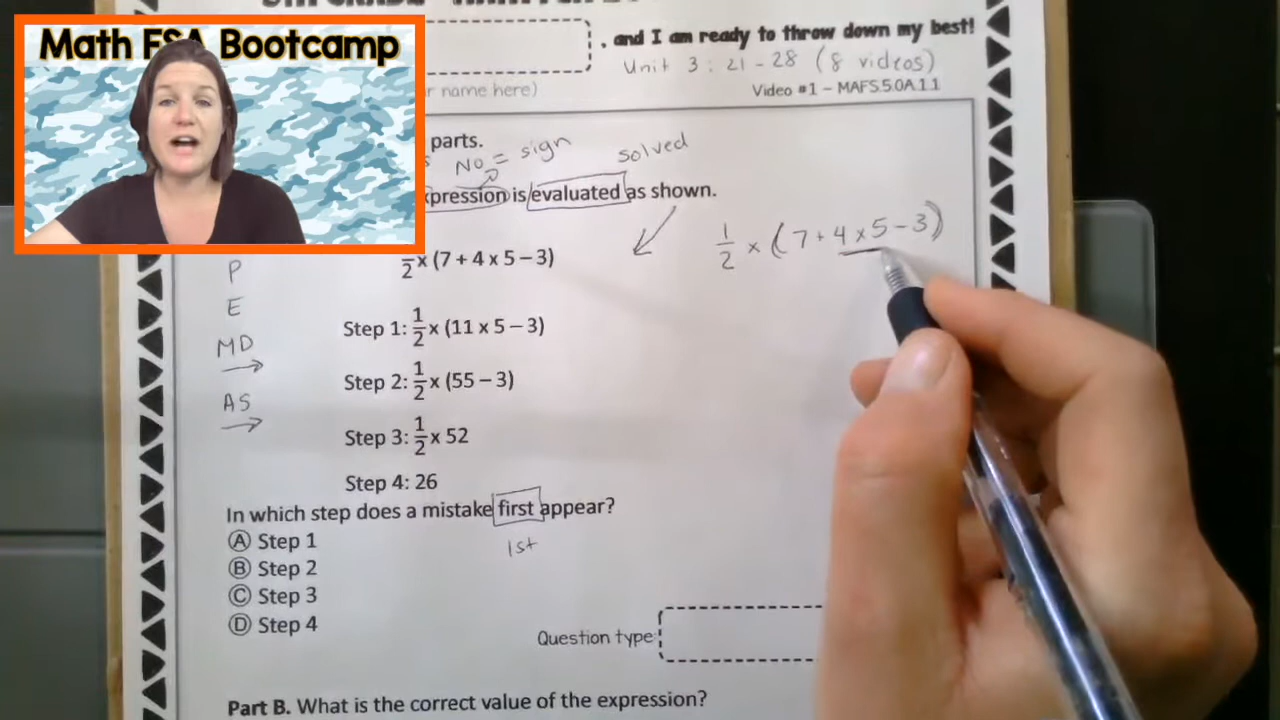 Math FSA Bootcamp
, and I am ready to throw down my best!
Unit 3: 21-28 (8 videos)
r name here)
Video #1 – MAFS.5.OA.1.1
parts.
No = sign
solved
xpression is evaluated as shown.
1/2 x (7 + 4 x 5 – 3)
1/2 x (7 + 4 x 5 – 3)
P
E
MD
AS
Step 1: 1/2 x (11 x 5 – 3)
Step 2: 1/2 x (55 – 3)
Step 3: 1/2 x 52
Step 4: 26
In which step does a mistake first appear?
1st
Ⓐ Step 1
Ⓑ Step 2
Ⓒ Step 3
Ⓓ Step 4
Question type:
Part B. What is the correct value of the expression?